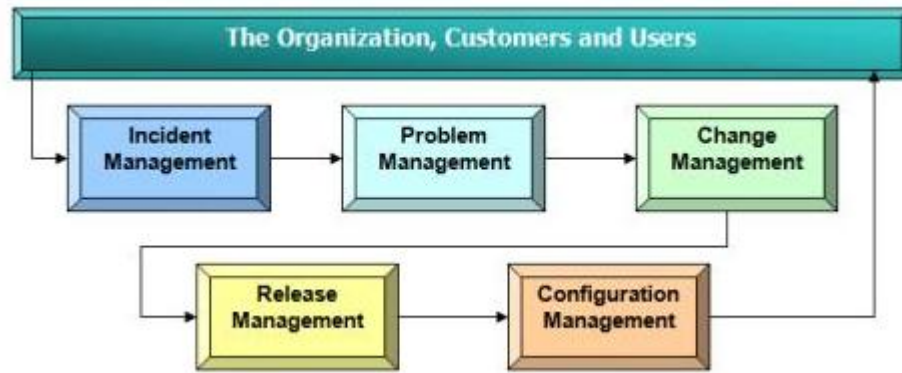 The Organization, Customers and Users
Incident
Management
Problem
Management
Change
Management
Release
Management
Configuration
Management